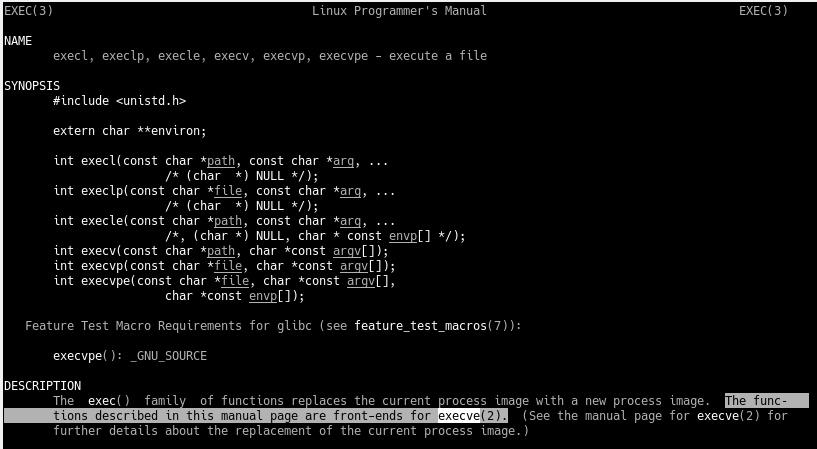 EXEC(3) Linux Programmer's Manual EXEC(3)
NAME
execl, execlp, execle, execv, execvp, execvpe - execute a file
SYNOPSIS
#include <unistd.h>
extern char **environ;
int execl(const char *path, const char *arg, ...
/* (char  *) NULL */);
int execlp(const char *file, const char *arg, ...
/* (char  *) NULL */);
int execle(const char *path, const char *arg, ...
/*, (char *) NULL, char * const envp[] */);
int execv(const char *path, char *const argv[]);
int execvp(const char *file, char *const argv[]);
int execvpe(const char *file, char *const argv[],
char *const envp[]);
Feature Test Macro Requirements for glibc (see feature_test_macros(7)):
execvpe(): _GNU_SOURCE
DESCRIPTION
The  exec()  family  of functions replaces the current process image with a new process image.  The func-
tions described in this manual page are front-ends for execve(2).  (See the manual page for execve(2) for
further details about the replacement of the current process image.)